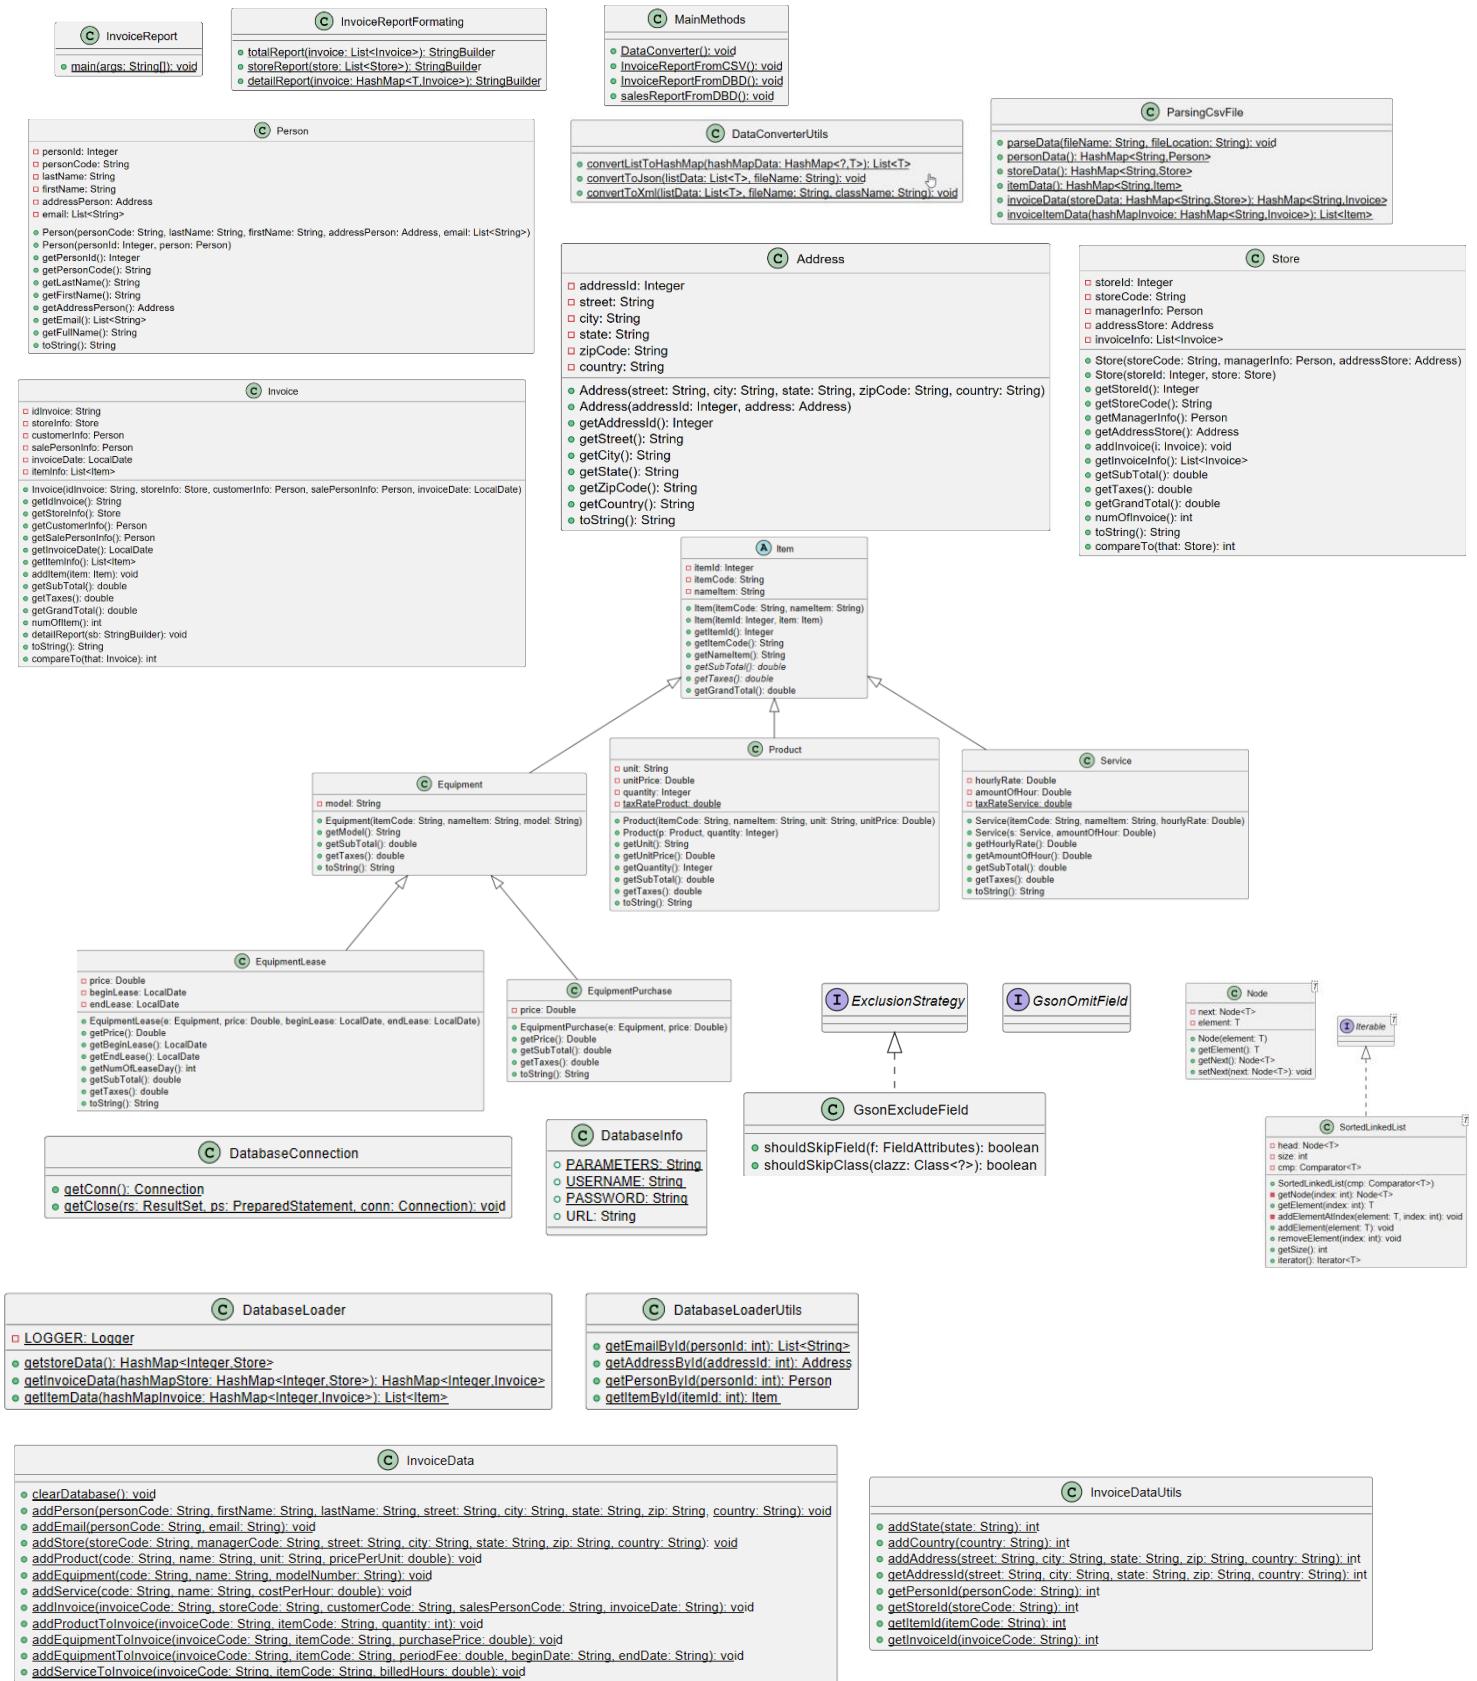 C InvoiceReport
main(args: String[]): void
C InvoiceReportFormating
totalReport(invoice: List<Invoice>): StringBuilder
storeReport(store: List<Store>): StringBuilder
detailReport(invoice: HashMap<T,Invoice>): StringBuilder
C MainMethods
DataConverter(): void
InvoiceReportFromCSV(): void
InvoiceReportFromDBD(): void
salesReportFromDBD(): void
C Person
personId: Integer
personCode: String
lastName: String
firstName: String
addressPerson: Address
email: List<String>
Person(personCode: String, lastName: String, firstName: String, addressPerson: Address, email: List<String>)
Person(personId: Integer, person: Person)
getPersonId(): Integer
getPersonCode(): String
getLastName(): String
getFirstName(): String
getAddressPerson(): Address
getEmail(): List<String>
getFullName(): String
toString(): String
C DataConverterUtils
convertListToHashMap(hashMapData: HashMap<?,T>): List<T>
convertToJson(listData: List<T>, fileName: String): void
convertToXml(listData: List<T>, fileName: String, className: String): void
C ParsingCsvFile
parseData(fileName: String, fileLocation: String): void
personData(): HashMap<String,Person>
storeData(): HashMap<String,Store>
itemData(): HashMap<String,Item>
invoiceData(storeData: HashMap<String,Store>): HashMap<String,Invoice>
invoiceItemData(hashMapInvoice: HashMap<String,Invoice>): List<Item>
C Address
addressId: Integer
street: String
city: String
state: String
zipCode: String
country: String
Address(street: String, city: String, state: String, zipCode: String, country: String)
Address(addressId: Integer, address: Address)
getAddressId(): Integer
getStreet(): String
getCity(): String
getState(): String
getZipCode(): String
getCountry(): String
toString(): String
C Store
storeId: Integer
storeCode: String
managerInfo: Person
addressStore: Address
invoiceInfo: List<Invoice>
Store(storeCode: String, managerInfo: Person, addressStore: Address)
Store(storeId: Integer, store: Store)
getStoreId(): Integer
getStoreCode(): String
getManagerInfo(): Person
getAddressStore(): Address
addInvoice(i: Invoice): void
getInvoiceInfo(): List<Invoice>
getSubTotal(): double
getTaxes(): double
getGrandTotal(): double
numOfInvoice(): int
toString(): String
compareTo(that: Store): int
C Invoice
idInvoice: String
storeInfo: Store
customerInfo: Person
salePersonInfo: Person
invoiceDate: LocalDate
itemInfo: List<Item>
Invoice(idInvoice: String, storeInfo: Store, customerInfo: Person, salePersonInfo: Person, invoiceDate: LocalDate)
getIdInvoice(): String
getStoreInfo(): Store
getCustomerInfo(): Person
getSalePersonInfo(): Person
getInvoiceDate(): LocalDate
getItemInfo(): List<Item>
addItem(item: Item): void
getSubTotal(): double
getTaxes(): double
getGrandTotal(): double
numOfItem(): int
detailReport(sb: StringBuilder): void
toString(): String
compareTo(that: Invoice): int
A Item
itemId: Integer
itemCode: String
nameItem: String
Item(itemCode: String, nameItem: String)
Item(itemId: Integer, item: Item)
getItemId(): Integer
getItemCode(): String
getNameItem(): String
getSubTotal(): double
getTaxes(): double
getGrandTotal(): double
C Equipment
model: String
Equipment(itemCode: String, nameItem: String, model: String)
getModel(): String
getSubTotal(): double
getTaxes(): double
toString(): String
C Product
unit: String
unitPrice: Double
quantity: Integer
taxRateProduct: double
Product(itemCode: String, nameItem: String, unit: String, unitPrice: Double)
Product(p: Product, quantity: Integer)
getUnit(): String
getUnitPrice(): Double
getQuantity(): Integer
getSubTotal(): double
getTaxes(): double
toString(): String
C Service
hourlyRate: Double
amountOfHour: Double
taxRateService: double
Service(itemCode: String, nameItem: String, hourlyRate: Double)
Service(s: Service, amountOfHour: Double)
getHourlyRate(): Double
getAmountOfHour(): Double
getSubTotal(): double
getTaxes(): double
toString(): String
C EquipmentLease
price: Double
beginLease: LocalDate
endLease: LocalDate
EquipmentLease(e: Equipment, price: Double, beginLease: LocalDate, endLease: LocalDate)
getPrice(): Double
getBeginLease(): LocalDate
getEndLease(): LocalDate
getNumOfLeaseDay(): int
getSubTotal(): double
getTaxes(): double
toString(): String
C EquipmentPurchase
price: Double
EquipmentPurchase(e: Equipment, price: Double)
getPrice(): Double
getSubTotal(): double
getTaxes(): double
toString(): String
I ExclusionStrategy
I GsonOmitField
C GsonExcludeField
shouldSkipField(f: FieldAttributes): boolean
shouldSkipClass(clazz: Class<?>): boolean
C Node
T
next: Node<T>
element: T
Node(element: T)
getElement(): T
getNext(): Node<T>
setNext(next: Node<T>): void
I Iterable
T
C SortedLinkedList
T
head: Node<T>
size: int
cmp: Comparator<T>
SortedLinkedList(cmp: Comparator<T>)
getNode(index: int): Node<T>
getElement(index: int): T
addElementAtIndex(element: T, index: int): void
addElement(element: T): void
removeElement(index: int): void
getSize(): int
iterator(): Iterator<T>
C DatabaseConnection
getConn(): Connection
getClose(rs: ResultSet, ps: PreparedStatement, conn: Connection): void
C DatabaseInfo
PARAMETERS: String
USERNAME: String
PASSWORD: String
URL: String
C DatabaseLoader
LOGGER: Logger
getstoreData(): HashMap<Integer,Store>
getInvoiceData(hashMapStore: HashMap<Integer,Store>): HashMap<Integer,Invoice>
getItemData(hashMapInvoice: HashMap<Integer,Invoice>): List<Item>
C DatabaseLoaderUtils
getEmailById(personId: int): List<String>
getAddressById(addressId: int): Address
getPersonById(personId: int): Person
getItemById(itemId: int): Item
C InvoiceData
clearDatabase(): void
addPerson(personCode: String, firstName: String, lastName: String, street: String, city: String, state: String, zip: String, country: String): void
addEmail(personCode: String, email: String): void
addStore(storeCode: String, managerCode: String, street: String, city: String, state: String, zip: String, country: String): void
addProduct(code: String, name: String, unit: String, pricePerUnit: double): void
addEquipment(code: String, name: String, modelNumber: String): void
addService(code: String, name: String, costPerHour: double): void
addInvoice(invoiceCode: String, storeCode: String, customerCode: String, salesPersonCode: String, invoiceDate: String): void
addProductToInvoice(invoiceCode: String, itemCode: String, quantity: int): void
addEquipmentToInvoice(invoiceCode: String, itemCode: String, purchasePrice: double): void
addEquipmentToInvoice(invoiceCode: String, itemCode: String, periodFee: double, beginDate: String, endDate: String): void
addServiceToInvoice(invoiceCode: String, itemCode: String, billedHours: double): void
C InvoiceDataUtils
addState(state: String): int
addCountry(country: String): int
addAddress(street: String, city: String, state: String, zip: String, country: String): int
getAddressId(street: String, city: String, state: String, zip: String, country: String): int
getPersonId(personCode: String): int
getStoreId(storeCode: String): int
getItemId(itemCode: String): int
getInvoiceId(invoiceCode: String): int